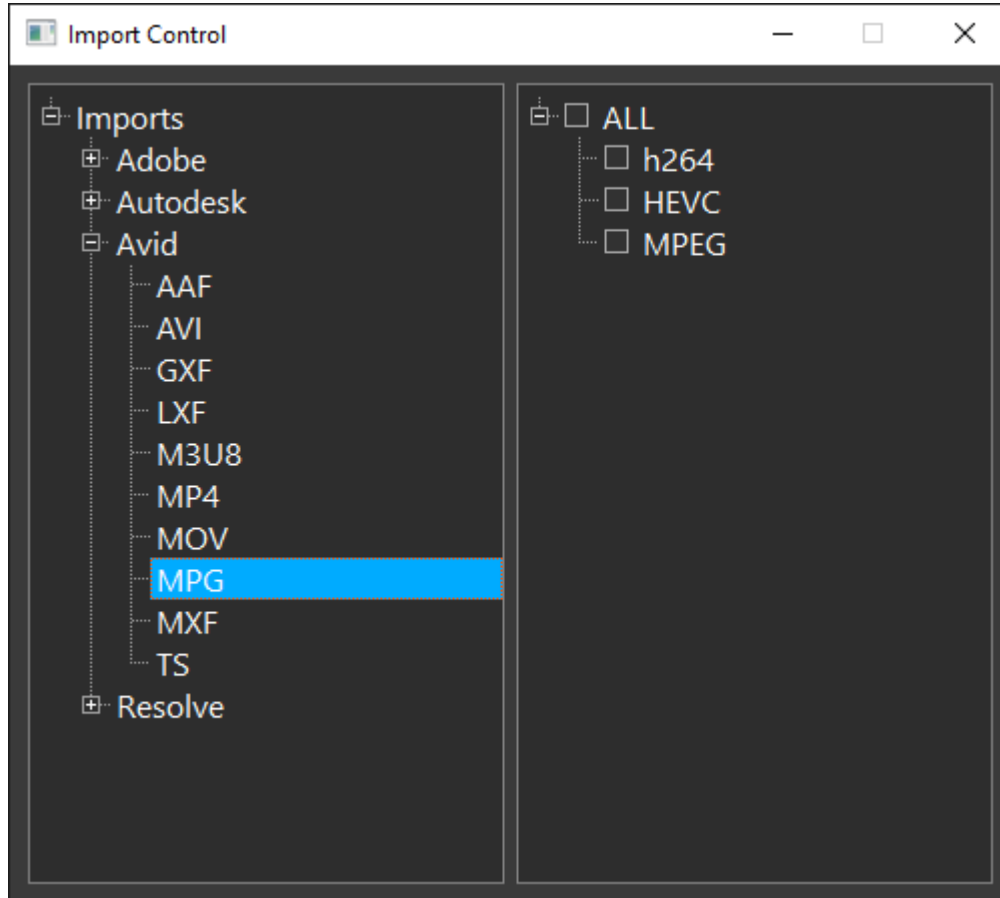 Import Control
Imports
Adobe
Autodesk
Avid
AAF
AVI
GXF
LXF
M3U8
MP4
MOV
MPG
MXF
TS
Resolve
ALL
h264
HEVC
MPEG